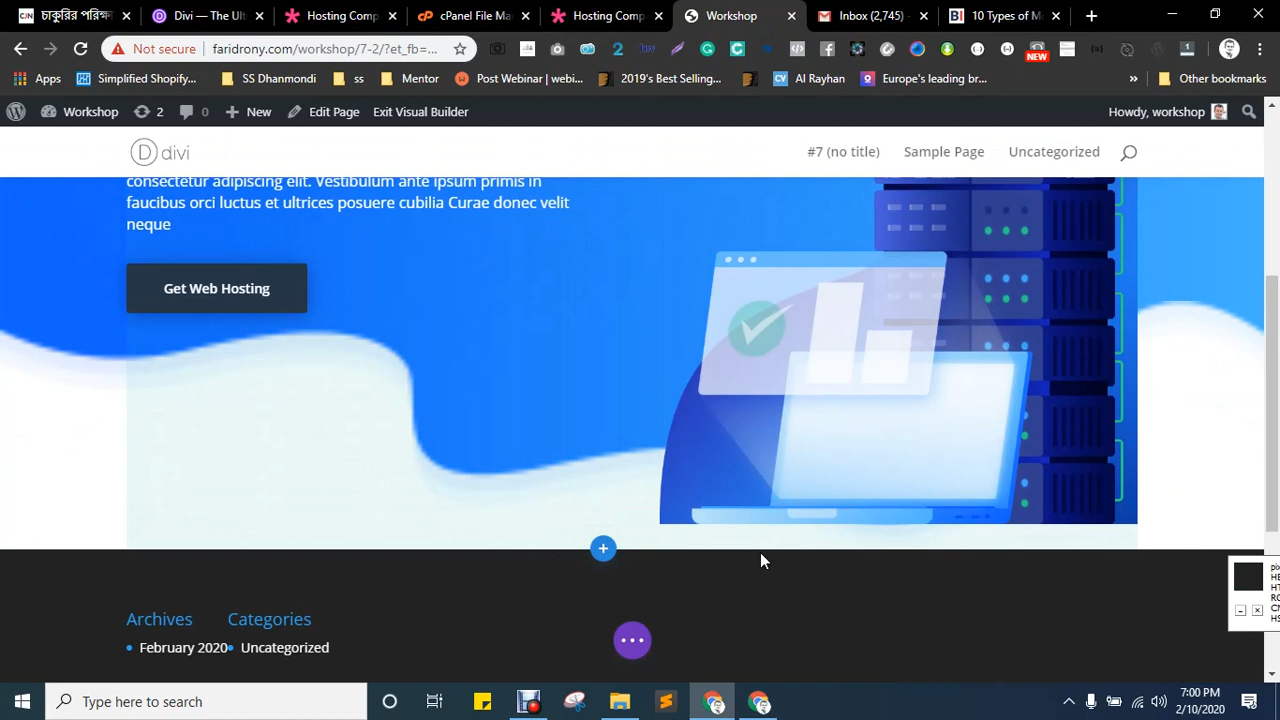 চাকুরির পরিক্ষ
Divi — The Ult
Hosting Comp
cPanel File Ma
Hosting Comp
Workshop
Inbox (2,745) -
10 Types of M
Not secure
faridrony.com/workshop/7-2/?et_fb=...
NEW
Apps
Simplified Shopify...
SS Dhanmondi
ss
Mentor
Post Webinar | webi...
2019's Best Selling...
Al Rayhan
Europe's leading br...
Other bookmarks
Workshop
2
0
New
Edit Page
Exit Visual Builder
Howdy, workshop
divi
#7 (no title)
Sample Page
Uncategorized
consectetur adipiscing elit. Vestibulum ante ipsum primis in
faucibus orci luctus et ultrices posuere cubilia Curae donec velit
neque
Get Web Hosting
Archives
Categories
February 2020
Uncategorized
Type here to search
7:00 PM
2/10/2020